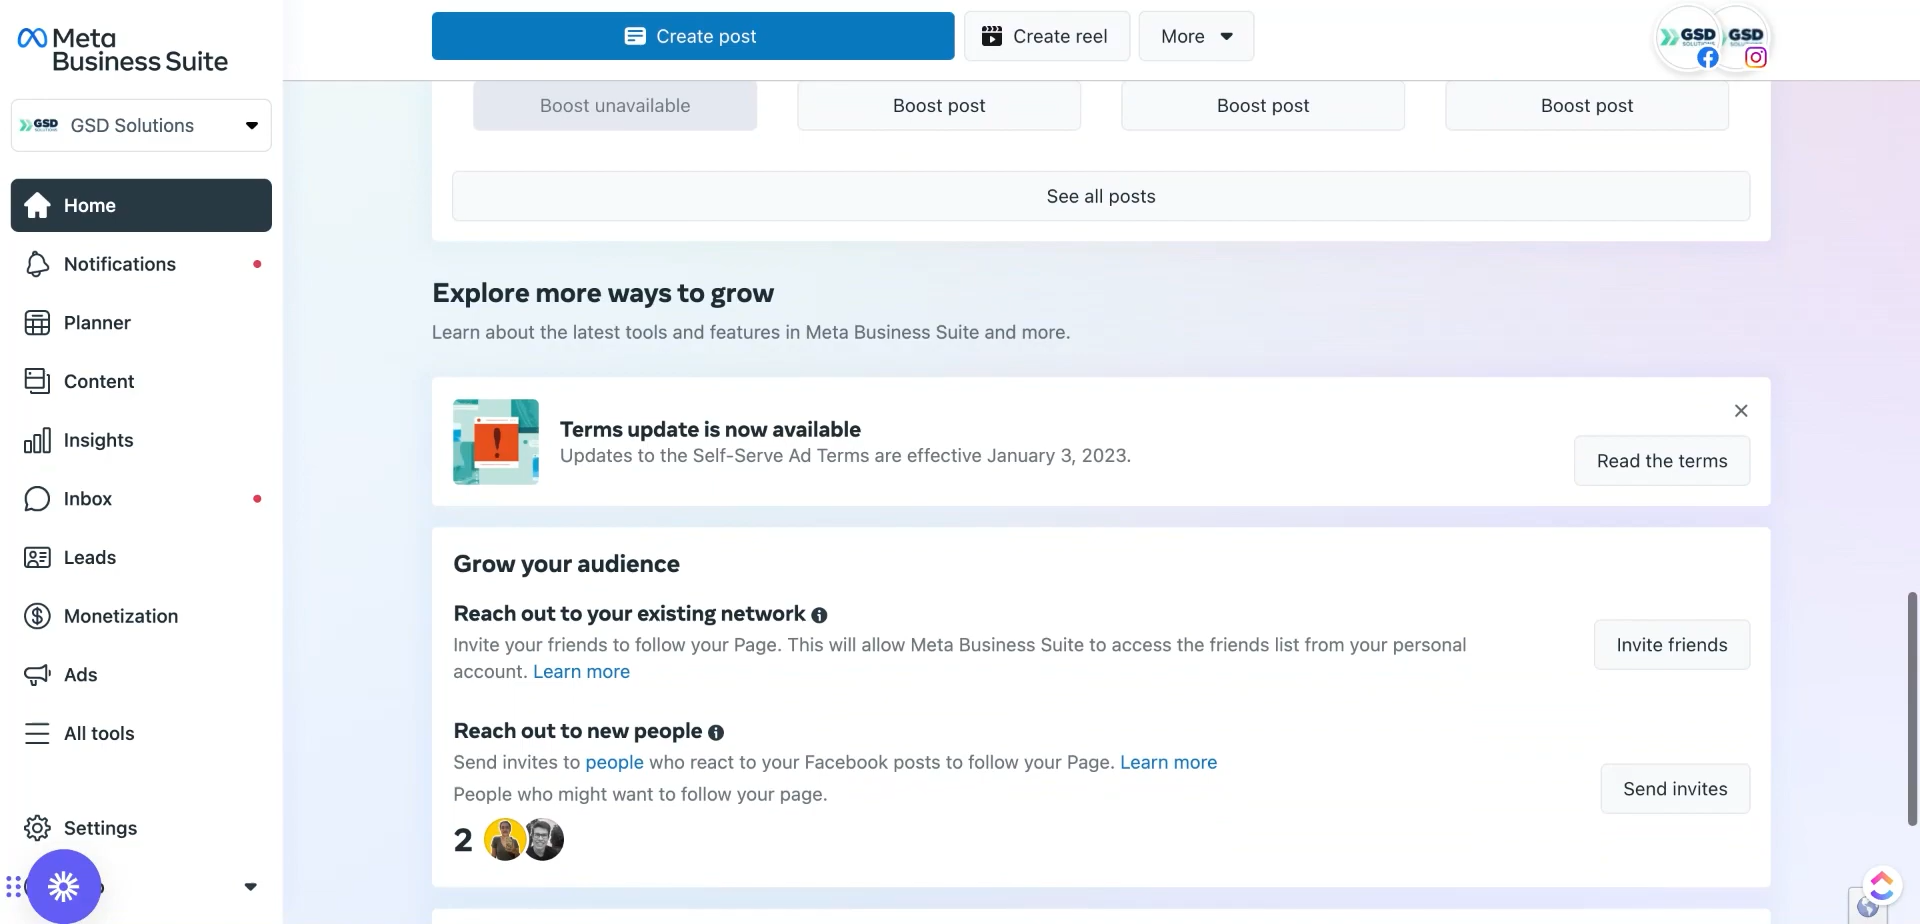 Meta
Business Suite
GSD Solutions
Home
Notifications
Planner
Content
Insights
Inbox
Leads
Monetization
Ads
All tools
Settings
Create post
Create reel
More
GSD
GSD
Boost unavailable
Boost post
Boost post
Boost post
See all posts
Explore more ways to grow
Learn about the latest tools and features in Meta Business Suite and more.
Terms update is now available
Updates to the Self-Serve Ad Terms are effective January 3, 2023.
Read the terms
Grow your audience
Reach out to your existing network
Invite your friends to follow your Page. This will allow Meta Business Suite to access the friends list from your personal
account. Learn more
Invite friends
Reach out to new people
Send invites to people who react to your Facebook posts to follow your Page. Learn more
People who might want to follow your page.
2
Send invites